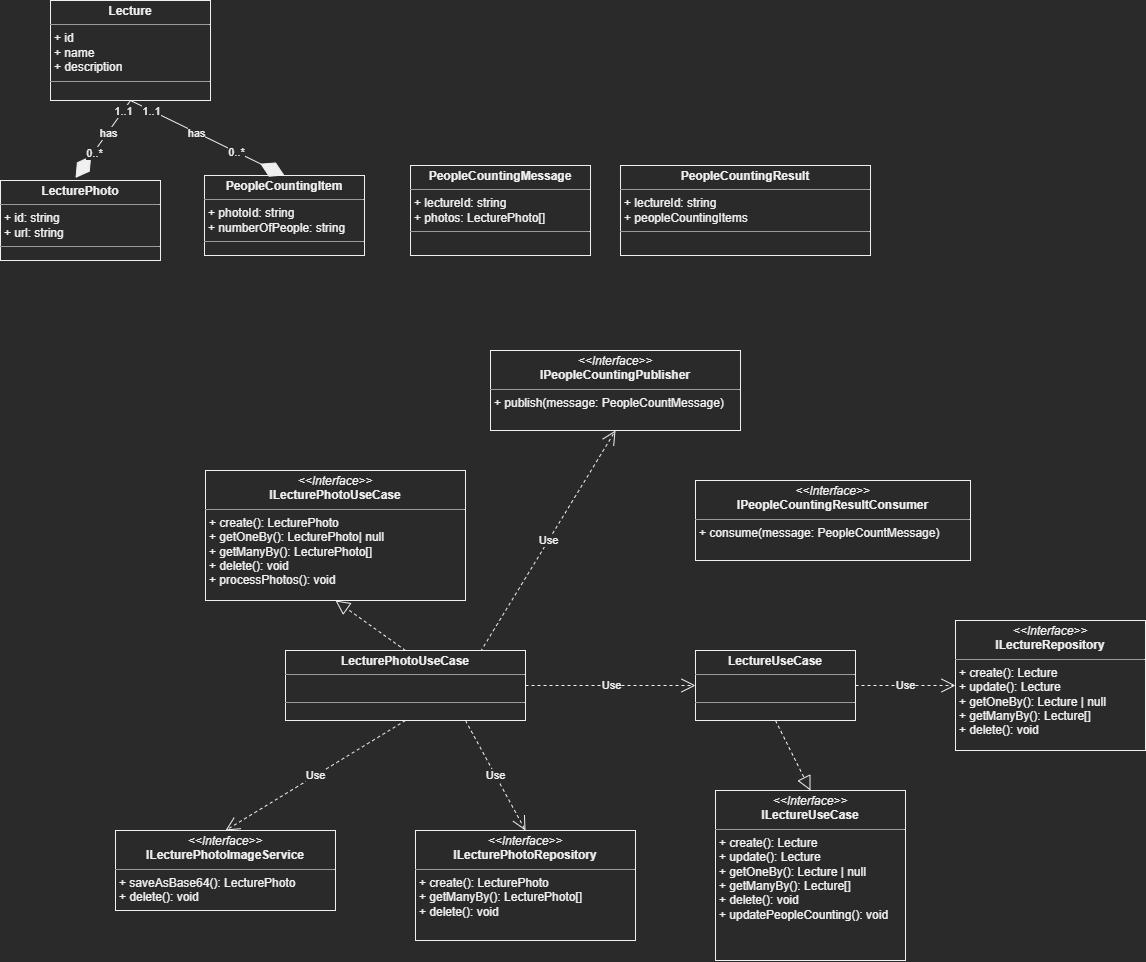 Lecture
+ id
+ name
+ description
1..1
1..1
has
has
0..*
0..*
LecturePhoto
+ id: string
+ url: string
PeopleCountingItem
+ photoId: string
+ numberOfPeople: string
PeopleCountingMessage
+ lectureId: string
+ photos: LecturePhoto[]
PeopleCountingResult
+ lectureId: string
+ peopleCountingItems
<<Interface>>
IPeopleCountingPublisher
+ publish(message: PeopleCountMessage)
<<Interface>>
ILecturePhotoUseCase
+ create(): LecturePhoto
+ getOneBy(): LecturePhoto| null
+ getManyBy(): LecturePhoto[]
+ delete(): void
+ processPhotos(): void
Use
<<Interface>>
IPeopleCountingResultConsumer
+ consume(message: PeopleCountMessage)
LecturePhotoUseCase
Use
LectureUseCase
Use
<<Interface>>
ILectureRepository
+ create(): Lecture
+ update(): Lecture
+ getOneBy(): Lecture | null
+ getManyBy(): Lecture[]
+ delete(): void
Use
Use
<<Interface>>
ILecturePhotoImageService
+ saveAsBase64(): LecturePhoto
+ delete(): void
<<Interface>>
ILecturePhotoRepository
+ create(): LecturePhoto
+ getManyBy(): LecturePhoto[]
+ delete(): void
<<Interface>>
ILectureUseCase
+ create(): Lecture
+ update(): Lecture
+ getOneBy(): Lecture | null
+ getManyBy(): Lecture[]
+ delete(): void
+ updatePeopleCounting(): void